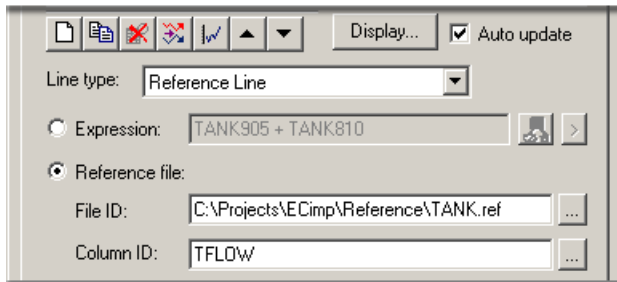 Display... Auto update
Line type: Reference Line
Expression: TANK905 + TANK810 >
Reference file:
File ID: C:\Projects\ECimp\Reference\TANK.ref ...
Column ID: TFLOW ...